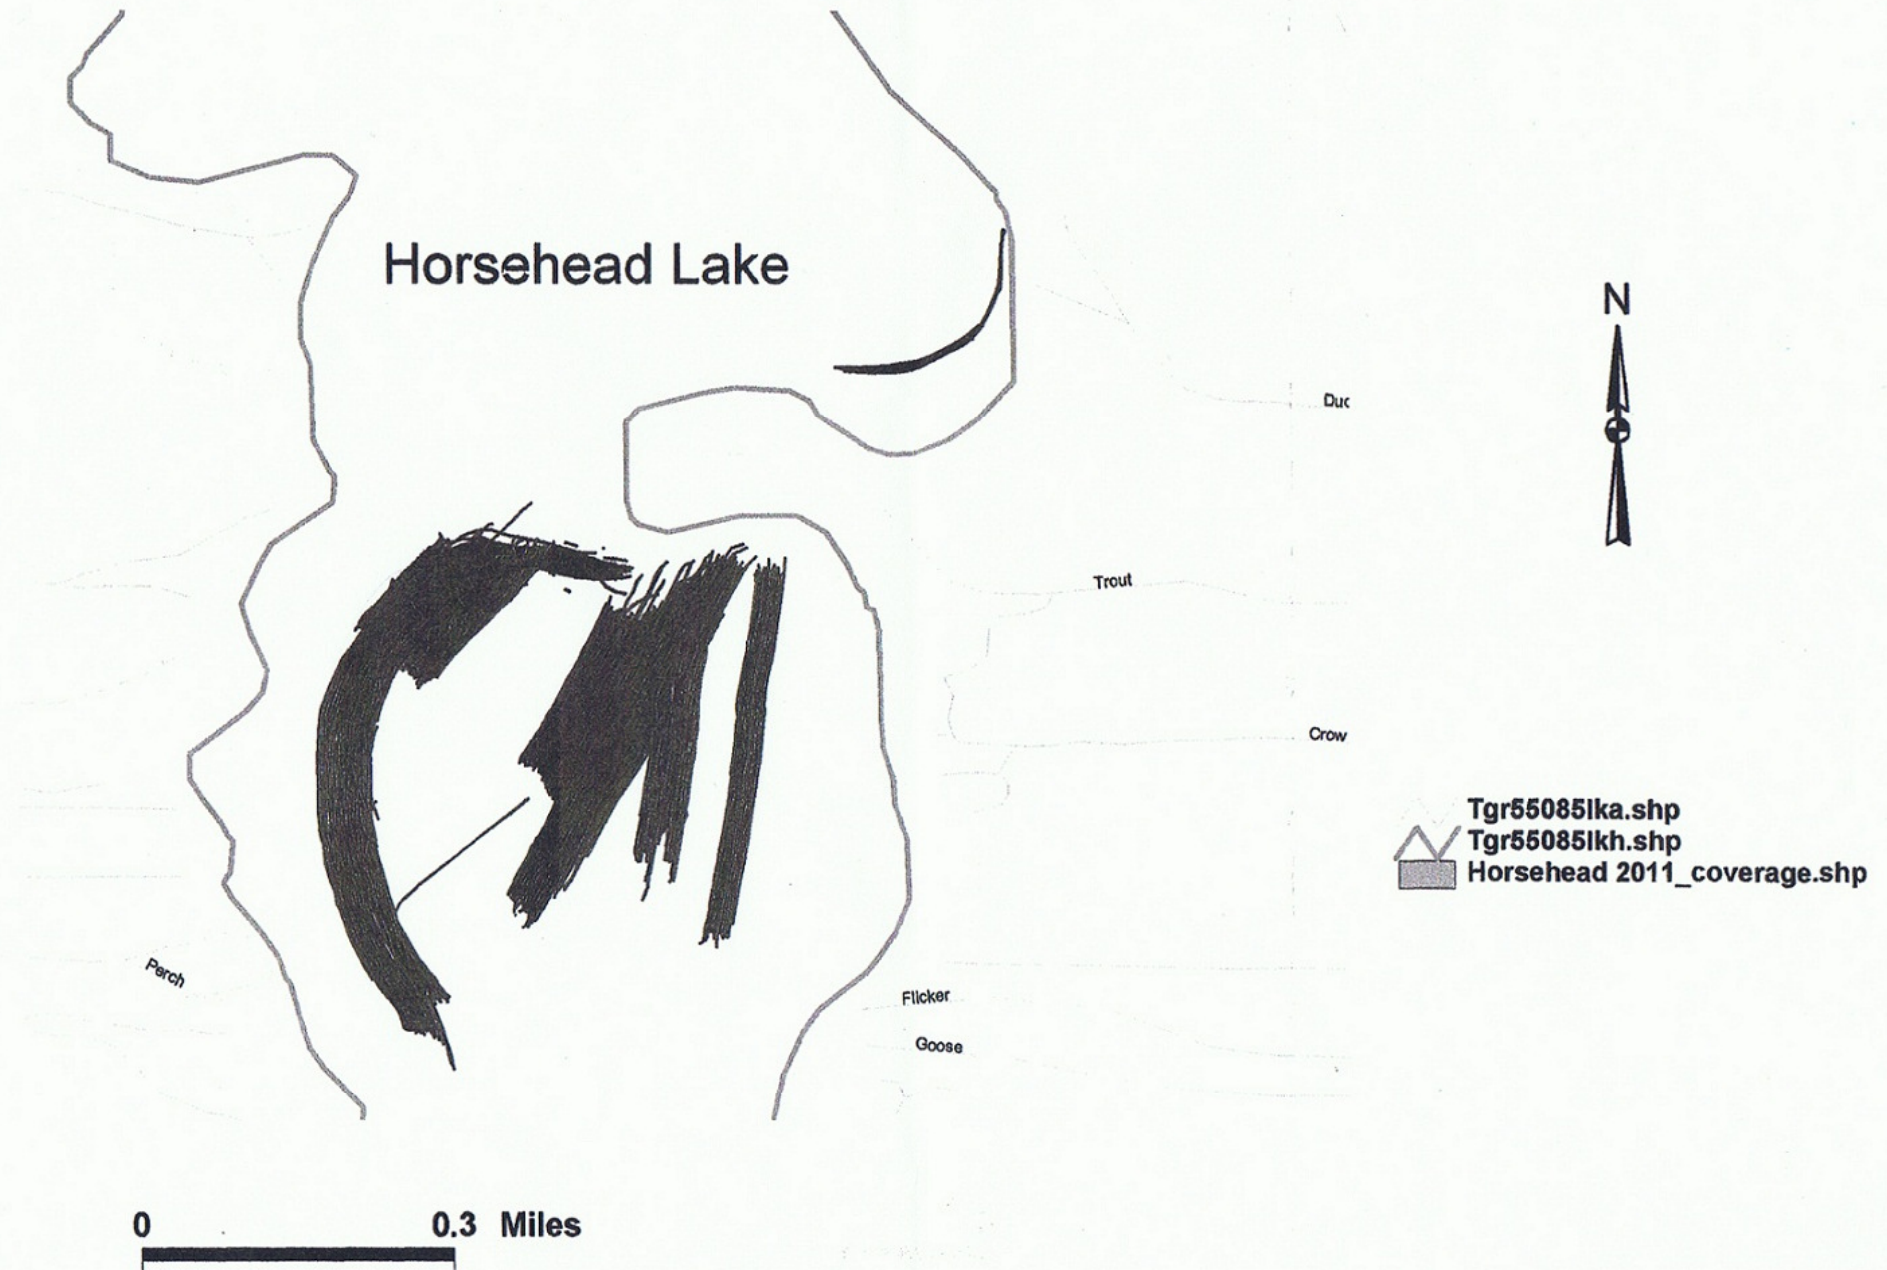 Horsehead Lake
N
Duc
Trout
Crow
Tgr55085lka.shp
Tgr55085lkh.shp
Horsehead 2011_coverage.shp
Perch
Flicker
Goose
0 0.3 Miles